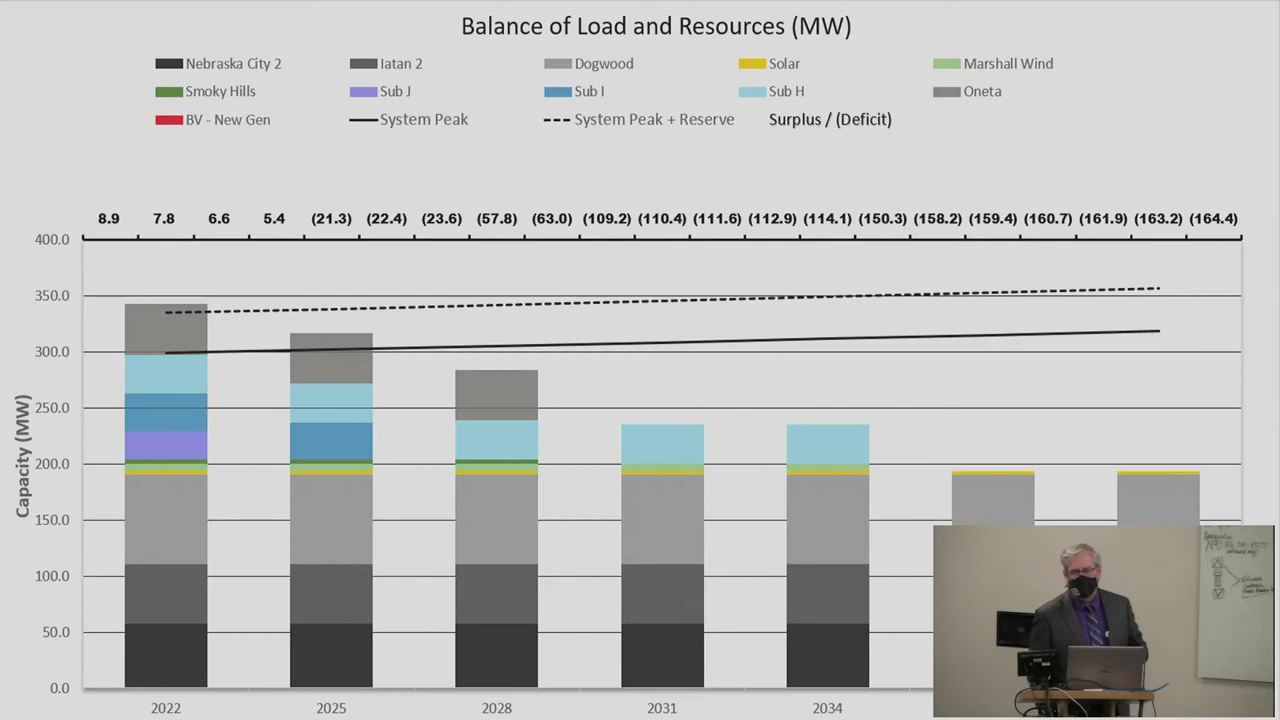 Balance of Load and Resources (MW)
Nebraska City 2 Iatan 2 Dogwood Solar Marshall Wind
Smoky Hills Sub J Sub I Sub H Oneta
BV - New Gen System Peak System Peak + Reserve Surplus / (Deficit)
8.9 7.8 6.6 5.4 (21.3) (22.4) (23.6) (57.8) (63.0) (109.2) (110.4) (111.6) (112.9) (114.1) (150.3) (158.2) (159.4) (160.7) (161.9) (163.2) (164.4)
400.0
350.0
300.0
250.0
200.0
150.0
100.0
50.0
0.0
Capacity (MW)
2022 2025 2028 2031 2034